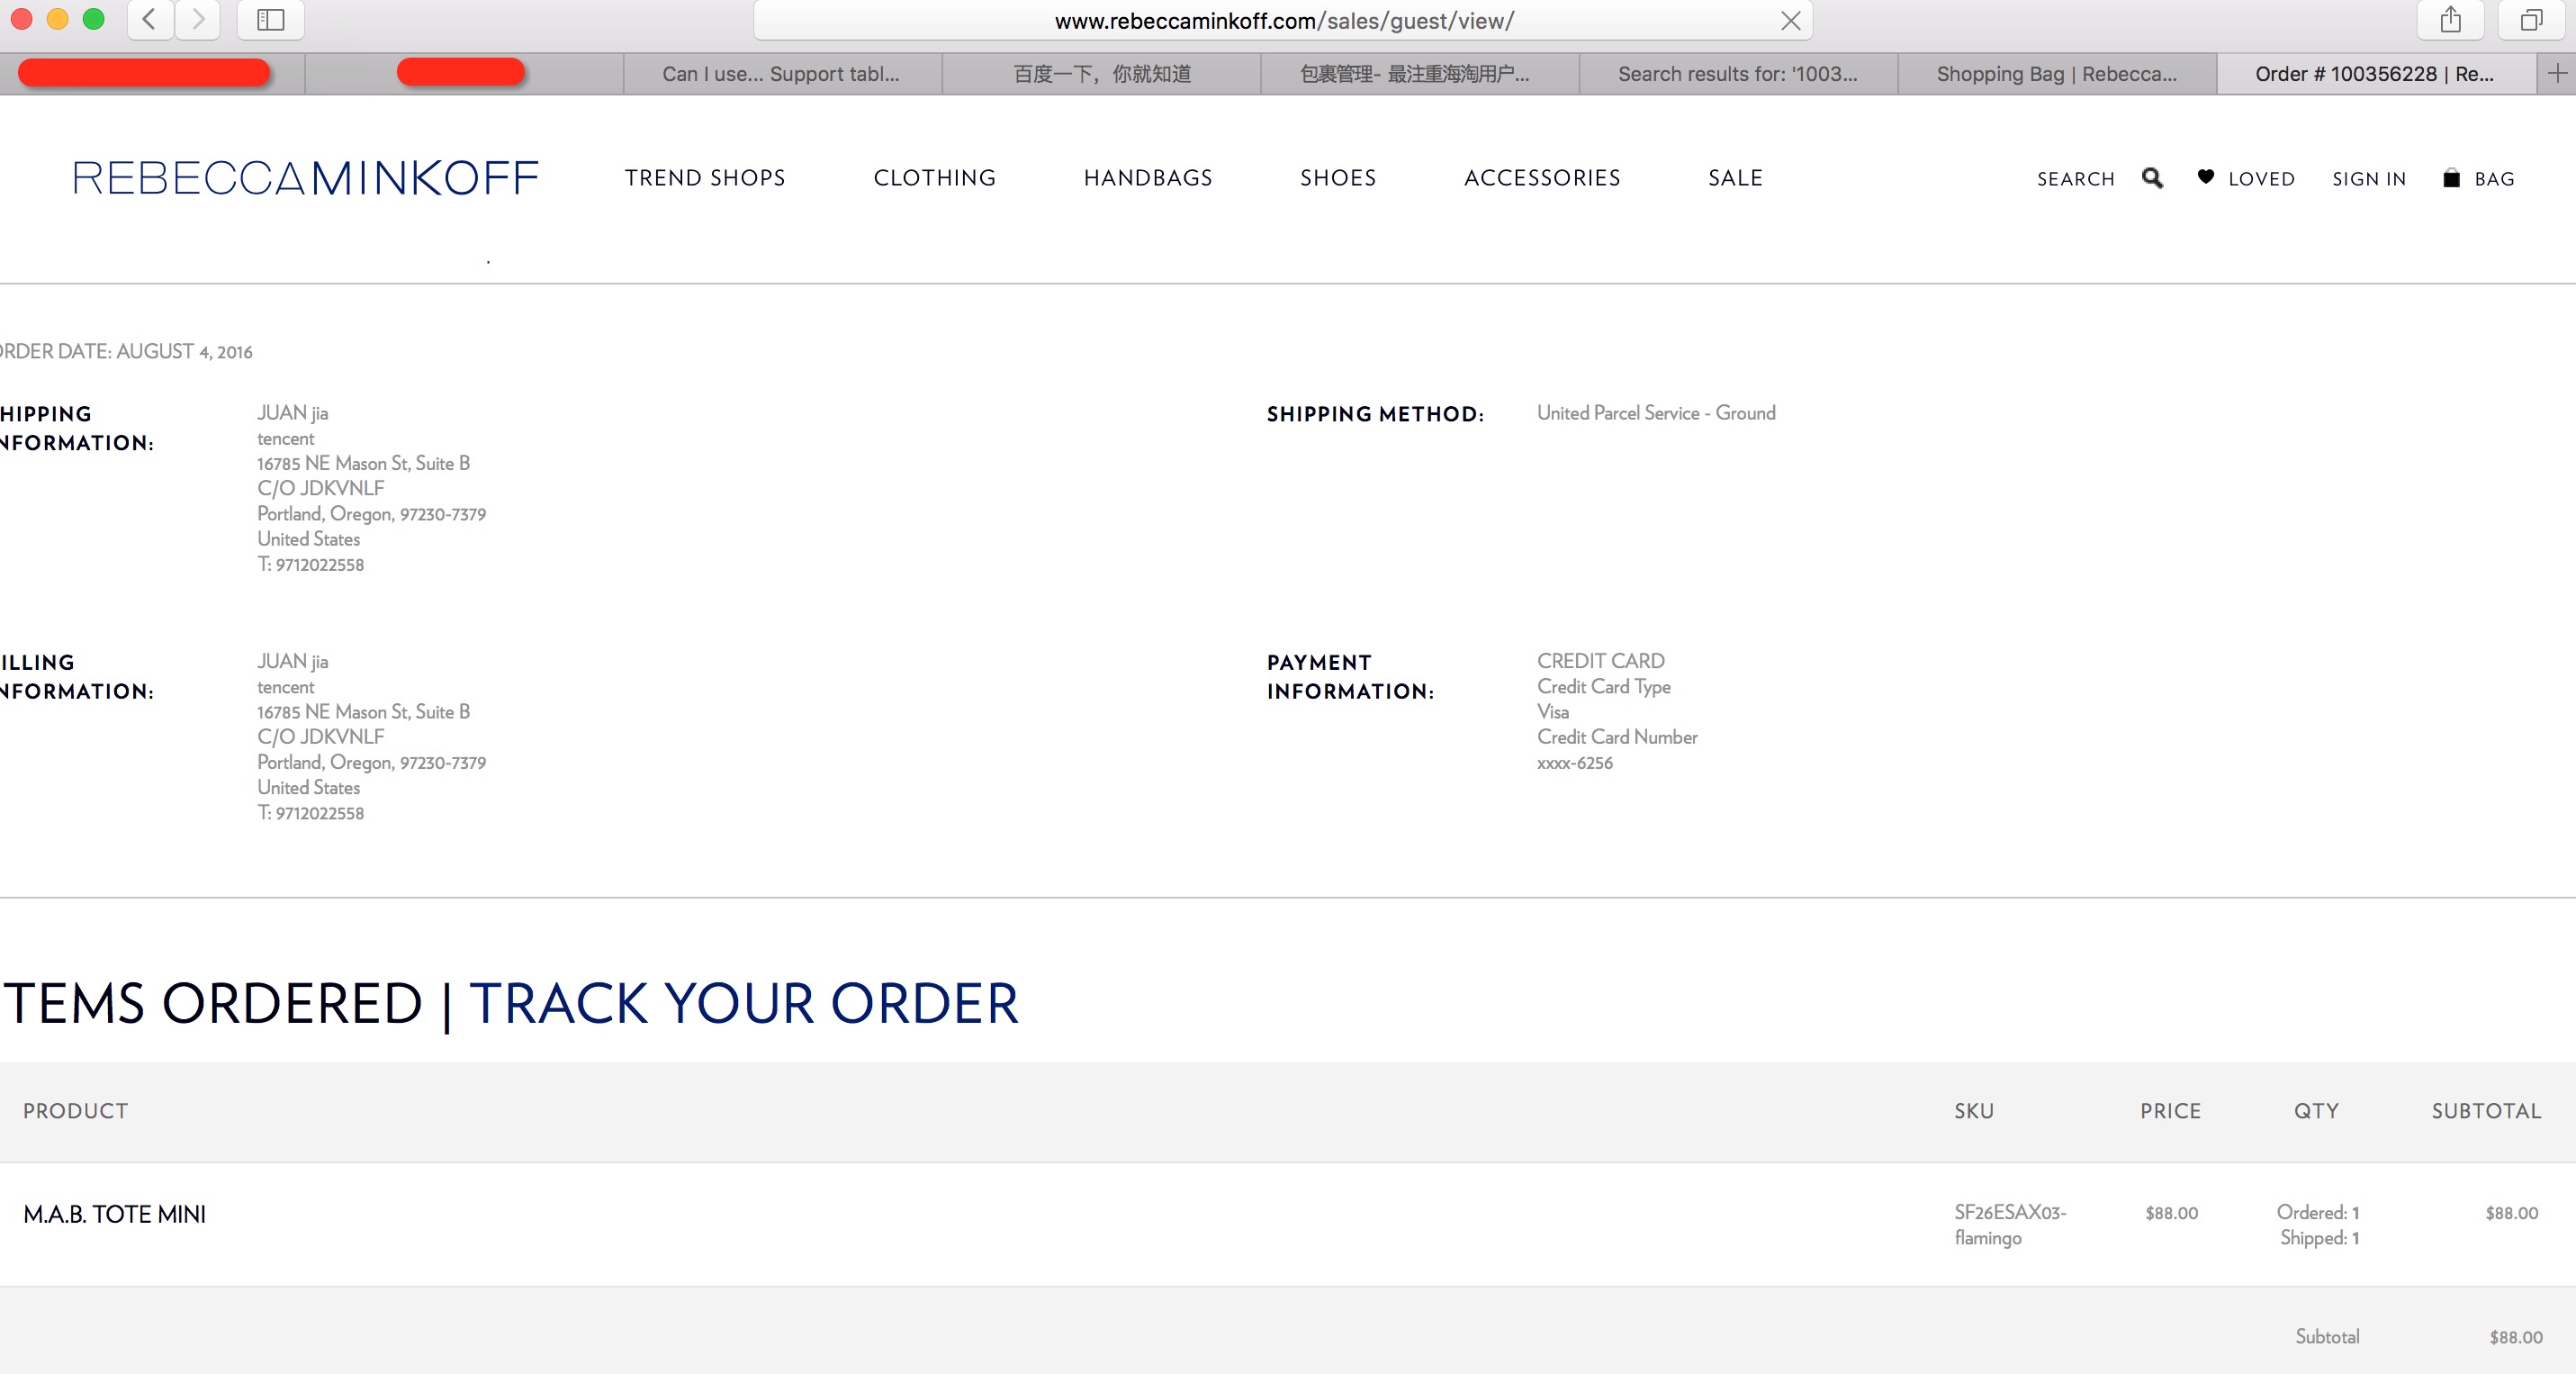 www.rebeccaminkoff.com/sales/guest/view/
Can I use... Support tabl...
百度一下，你就知道
包裹管理- 最注重海淘用户...
Search results for: '1003...
Shopping Bag | Rebecca...
Order # 100356228 | Re...
REBECCAMINKOFF
TREND SHOPS
CLOTHING
HANDBAGS
SHOES
ACCESSORIES
SALE
SEARCH
LOVED
SIGN IN
BAG
ORDER DATE: AUGUST 4, 2016
HIPPING
NFORMATION:
JUAN jia
tencent
16785 NE Mason St, Suite B
C/O JDKVNLF
Portland, Oregon, 97230-7379
United States
T: 9712022558
SHIPPING METHOD:
United Parcel Service - Ground
ILLING
NFORMATION:
JUAN jia
tencent
16785 NE Mason St, Suite B
C/O JDKVNLF
Portland, Oregon, 97230-7379
United States
T: 9712022558
PAYMENT
INFORMATION:
CREDIT CARD
Credit Card Type
Visa
Credit Card Number
xxxx-6256
TEMS ORDERED | TRACK YOUR ORDER
PRODUCT SKU PRICE QTY SUBTOTAL
M.A.B. TOTE MINI
SF26ESAX03-
flamingo
$88.00
Ordered: 1
Shipped: 1
$88.00
Subtotal $88.00